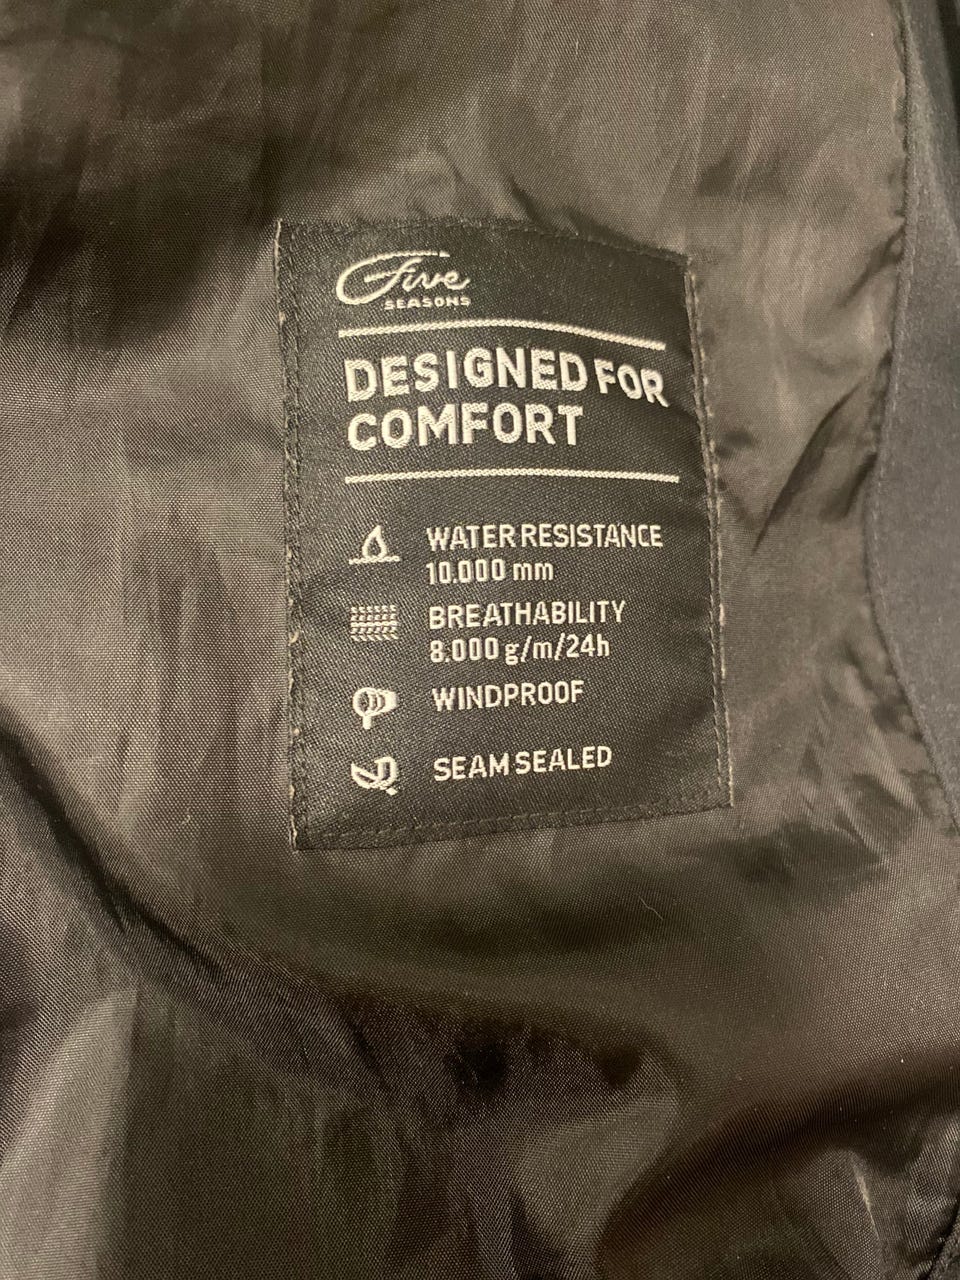 Five
SEASONS
DESIGNED FOR
COMFORT
WATER RESISTANCE
10.000 mm
BREATHABILITY
8.000 g/m/24h
WINDPROOF
SEAM SEALED